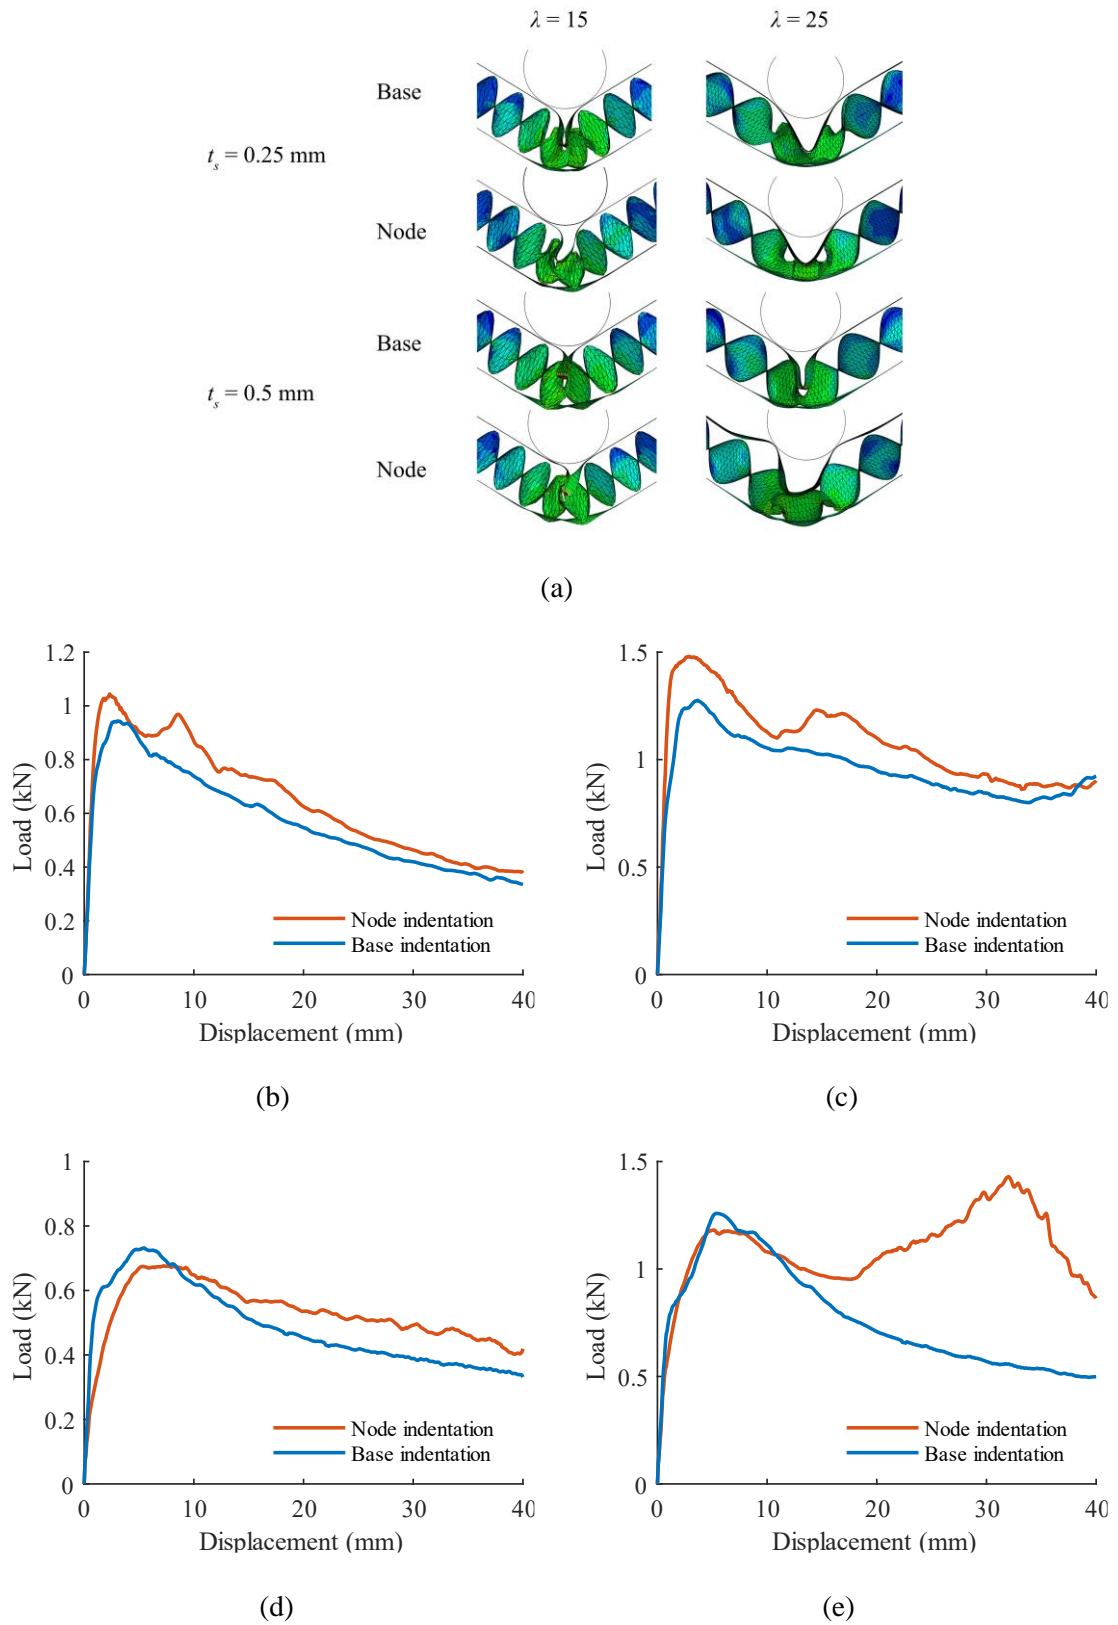 λ = 15 λ = 25
Base
t_s = 0.25 mm
Node
Base
t_s = 0.5 mm
Node
(a)
1.2
1
0.8
0.6
0.4
0.2
0
Load (kN)
0 10 20 30 40
Displacement (mm)
Node indentation
Base indentation
(b)
1.5
1
0.5
0
Load (kN)
0 10 20 30 40
Displacement (mm)
Node indentation
Base indentation
(c)
1
0.8
0.6
0.4
0.2
0
Load (kN)
0 10 20 30 40
Displacement (mm)
Node indentation
Base indentation
(d)
1.5
1
0.5
0
Load (kN)
0 10 20 30 40
Displacement (mm)
Node indentation
Base indentation
(e)